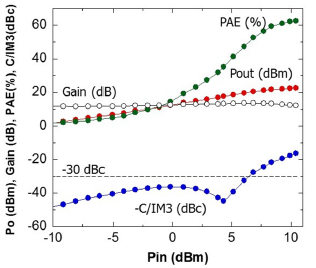 PAE (%)
Gain (dB)
Pout (dBm)
-30 dBc
-C/IM3 (dBc)
60
40
20
0
-20
-40
-60
-10
-5
0
5
10
Pin (dBm)
Po (dBm), Gain (dB), PAE(%), C/IM3(dBc)